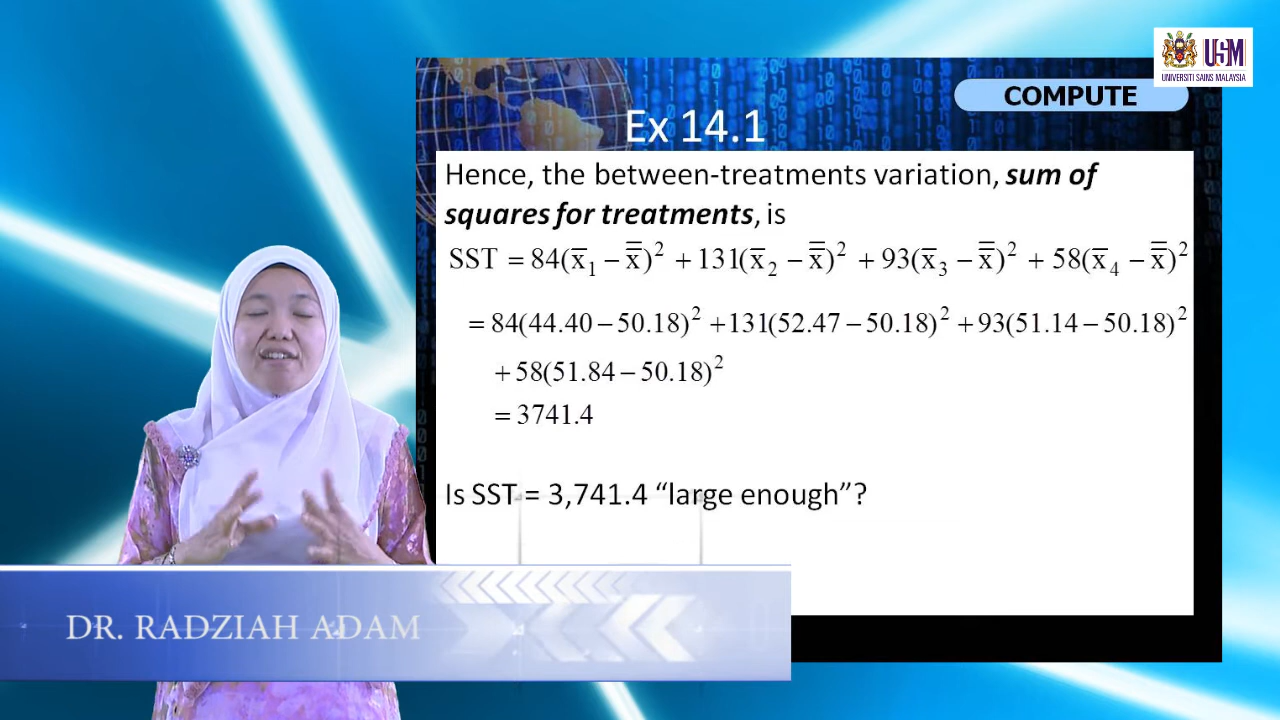 USM
UNIVERSITI SAINS MALAYSIA
COMPUTE
Ex 14.1
Hence, the between-treatments variation, sum of
squares for treatments, is
SST = 84(x̅₁ − x̿)² + 131(x̅₂ − x̿)² + 93(x̅₃ − x̿)² + 58(x̅₄ − x̿)²
= 84(44.40 − 50.18)² + 131(52.47 − 50.18)² + 93(51.14 − 50.18)²
+ 58(51.84 − 50.18)²
= 3741.4
Is SST = 3,741.4 “large enough”?
DR. RADZIAH ADAM